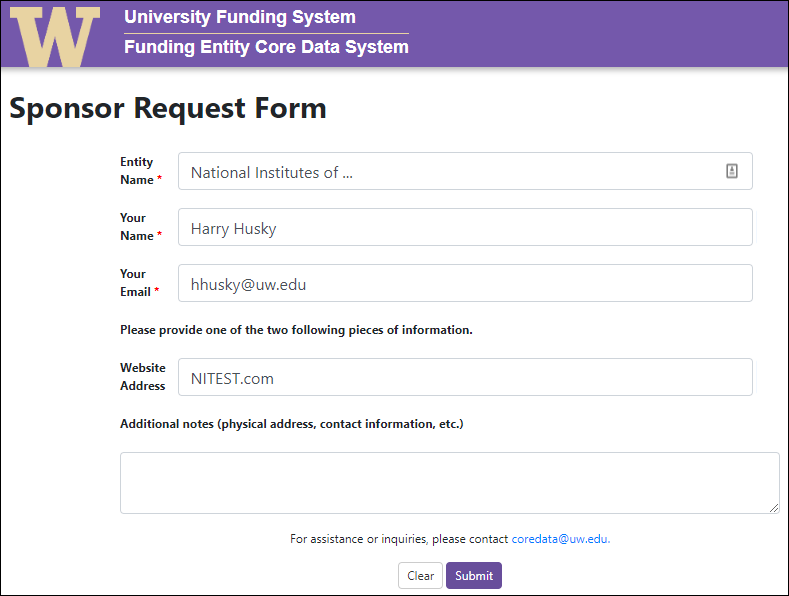 W
University Funding System
Funding Entity Core Data System
Sponsor Request Form
Entity
Name *
National Institutes of ...
Your
Name *
Harry Husky
Your
Email *
hhusky@uw.edu
Please provide one of the two following pieces of information.
Website
Address
NITEST.com
Additional notes (physical address, contact information, etc.)
For assistance or inquiries, please contact coredata@uw.edu.
Clear Submit